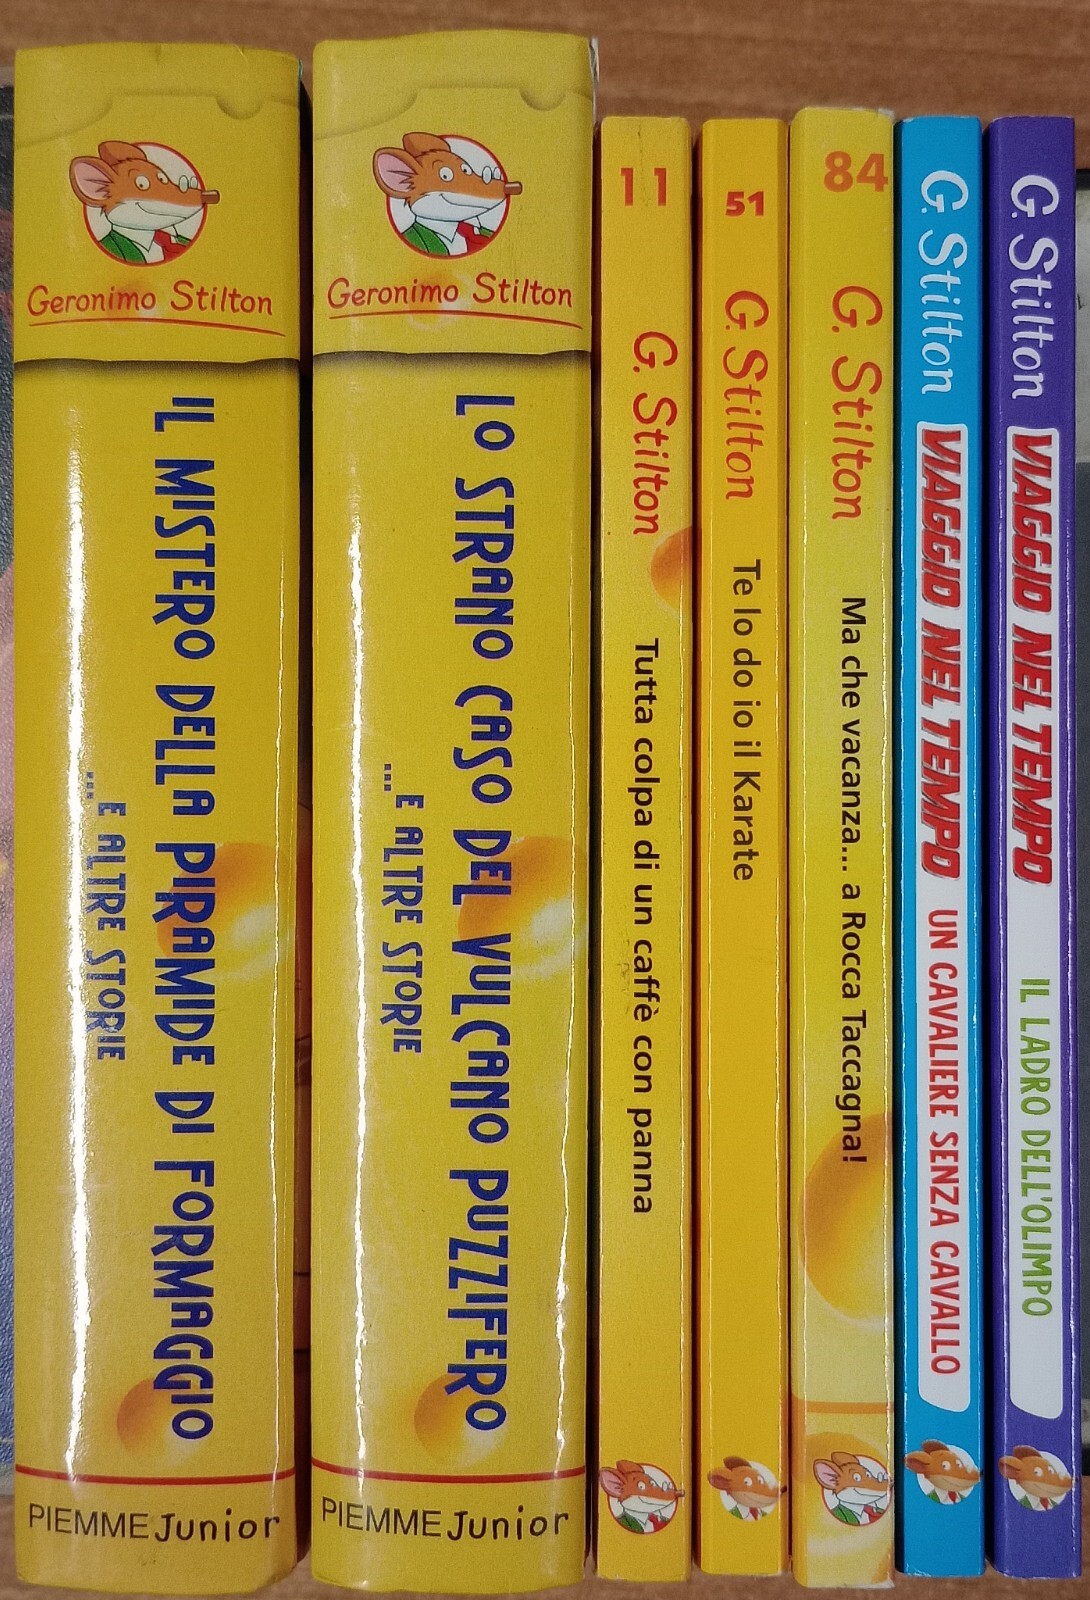 Geronimo Stilton
IL MISTERO DELLA PIRAMIDE DI FORMAGGIO
...E ALTRE STORIE
PIEMME Junior
Geronimo Stilton
LO STRANO CASO DEL VULCANO PUZZIFERO
...E ALTRE STORIE
PIEMME Junior
11
G. Stilton
Tutta colpa di un caffè con panna
51
G. Stilton
Te lo do io il Karate
84
G. Stilton
Ma che vacanza... a Rocca Taccagna!
G. Stilton
VIAGGIO NEL TEMPO
UN CAVALIERE SENZA CAVALLO
G. Stilton
VIAGGIO NEL TEMPO
IL LADRO DELL'OLIMPO